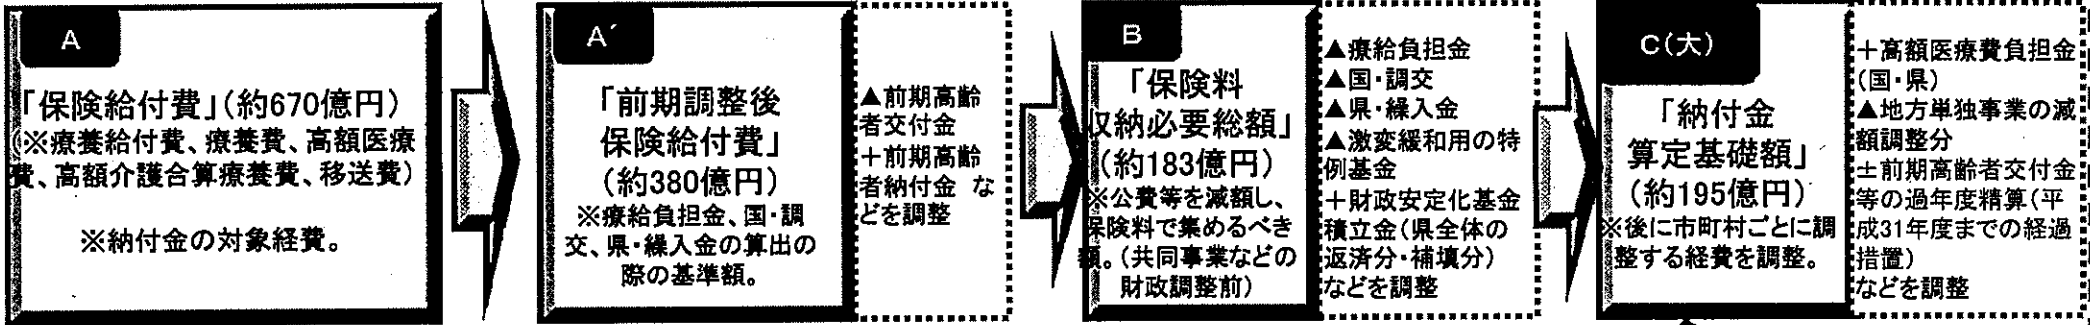 A
「保険給付費」(約670億円)
(※療養給付費、療養費、高額医療
費、高額介護合算療養費、移送費)
※納付金の対象経費。
A´
「前期調整後
保険給付費」
(約380億円)
※療給負担金、国・調
交、県・繰入金の算出の
際の基準額。
▲前期高齢
者交付金
＋前期高齢
者納付金 な
どを調整
B
「保険料
収納必要総額」
(約183億円)
※公費等を減額し、
保険料で集めるべき
額。(共同事業などの
財政調整前)
▲療給負担金
▲国・調交
▲県・繰入金
▲激変緩和用の特
例基金
＋財政安定化基金
積立金(県全体の
返済分・補填分)
などを調整
C(大)
「納付金
算定基礎額」
(約195億円)
※後に市町村ごとに調
整する経費を調整。
＋高額医療費負担金
(国・県)
▲地方単独事業の減
額調整分
±前期高齢者交付金
等の過年度精算(平
成31年度までの経過
措置)
などを調整